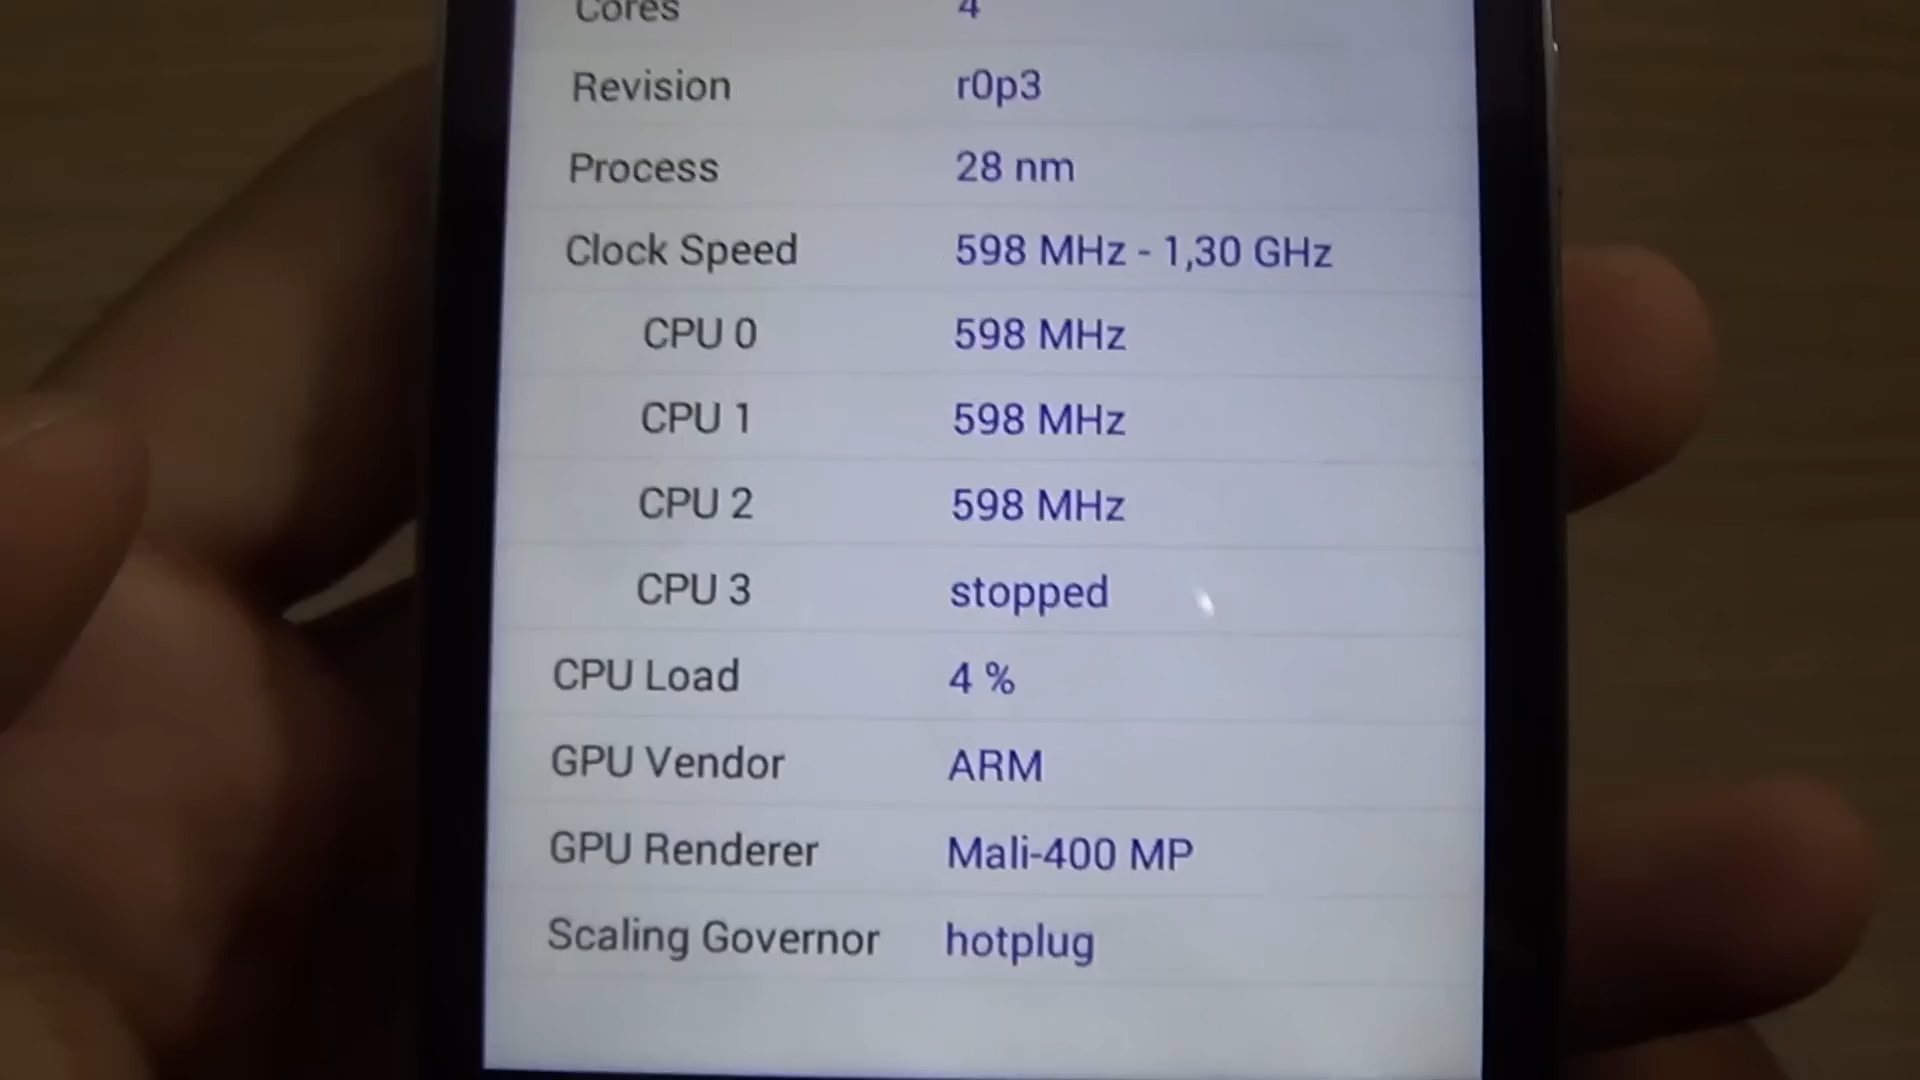 Cores 4
Revision r0p3
Process 28 nm
Clock Speed 598 MHz - 1,30 GHz
CPU 0 598 MHz
CPU 1 598 MHz
CPU 2 598 MHz
CPU 3 stopped
CPU Load 4 %
GPU Vendor ARM
GPU Renderer Mali-400 MP
Scaling Governor hotplug